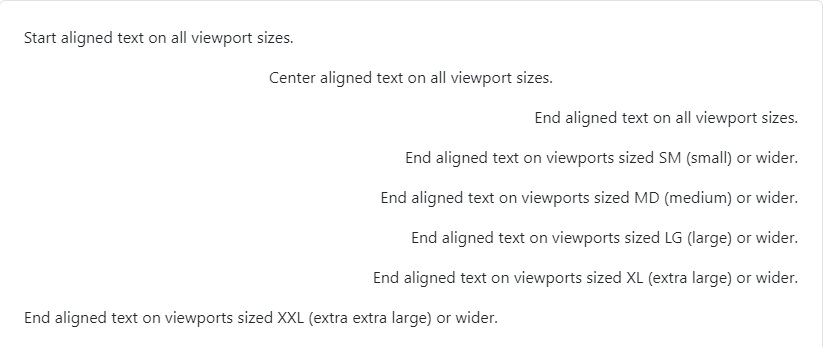 Start aligned text on all viewport sizes.
Center aligned text on all viewport sizes.
End aligned text on all viewport sizes.
End aligned text on viewports sized SM (small) or wider.
End aligned text on viewports sized MD (medium) or wider.
End aligned text on viewports sized LG (large) or wider.
End aligned text on viewports sized XL (extra large) or wider.
End aligned text on viewports sized XXL (extra extra large) or wider.